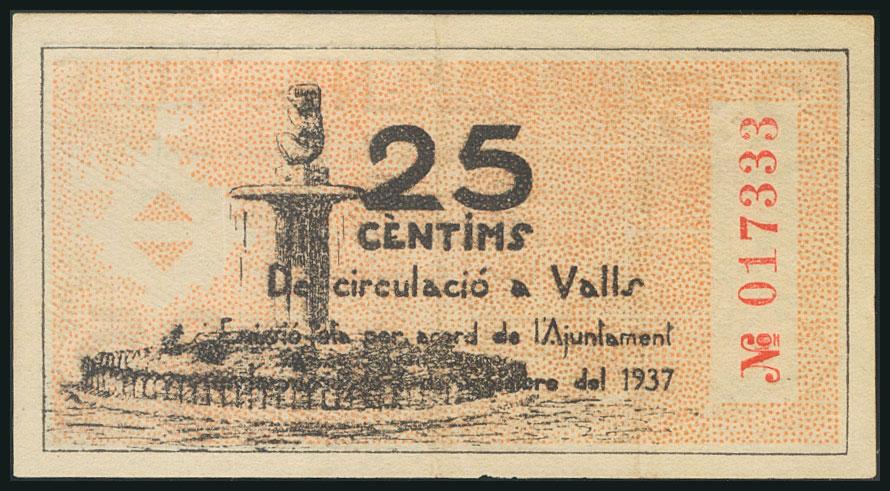 25
CÈNTIMS
De circulació a Valls
Emissió feta per acord de l'Ajuntament
del 1937
№ 017333